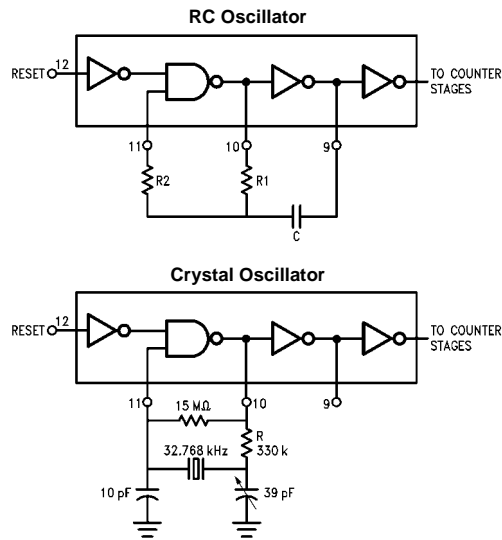 RC Oscillator
RESET 12
TO COUNTER
STAGES
11 10 9
R2 R1
C
Crystal Oscillator
RESET 12
TO COUNTER
STAGES
11 10 9
15 MΩ
R
32.768 kHz 330 k
10 pF 39 pF